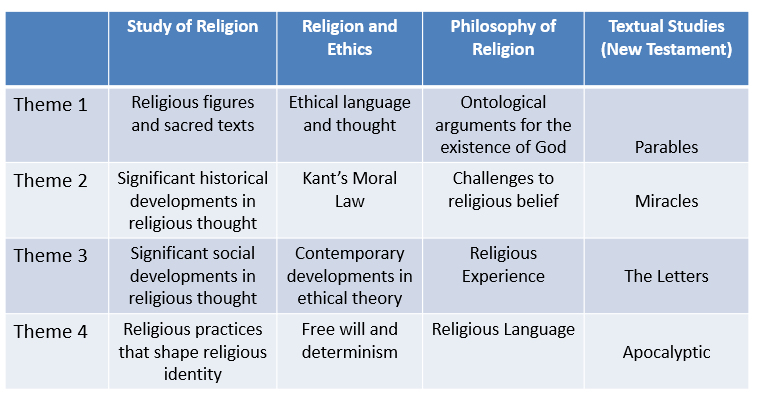 Study of Religion
Religion and
Ethics
Philosophy of
Religion
Textual Studies
(New Testament)
Theme 1
Religious figures
and sacred texts
Ethical language
and thought
Ontological
arguments for the
existence of God
Parables
Theme 2
Significant historical
developments in
religious thought
Kant’s Moral
Law
Challenges to
religious belief
Miracles
Theme 3
Significant social
developments in
religious thought
Contemporary
developments in
ethical theory
Religious
Experience
The Letters
Theme 4
Religious practices
that shape religious
identity
Free will and
determinism
Religious Language
Apocalyptic